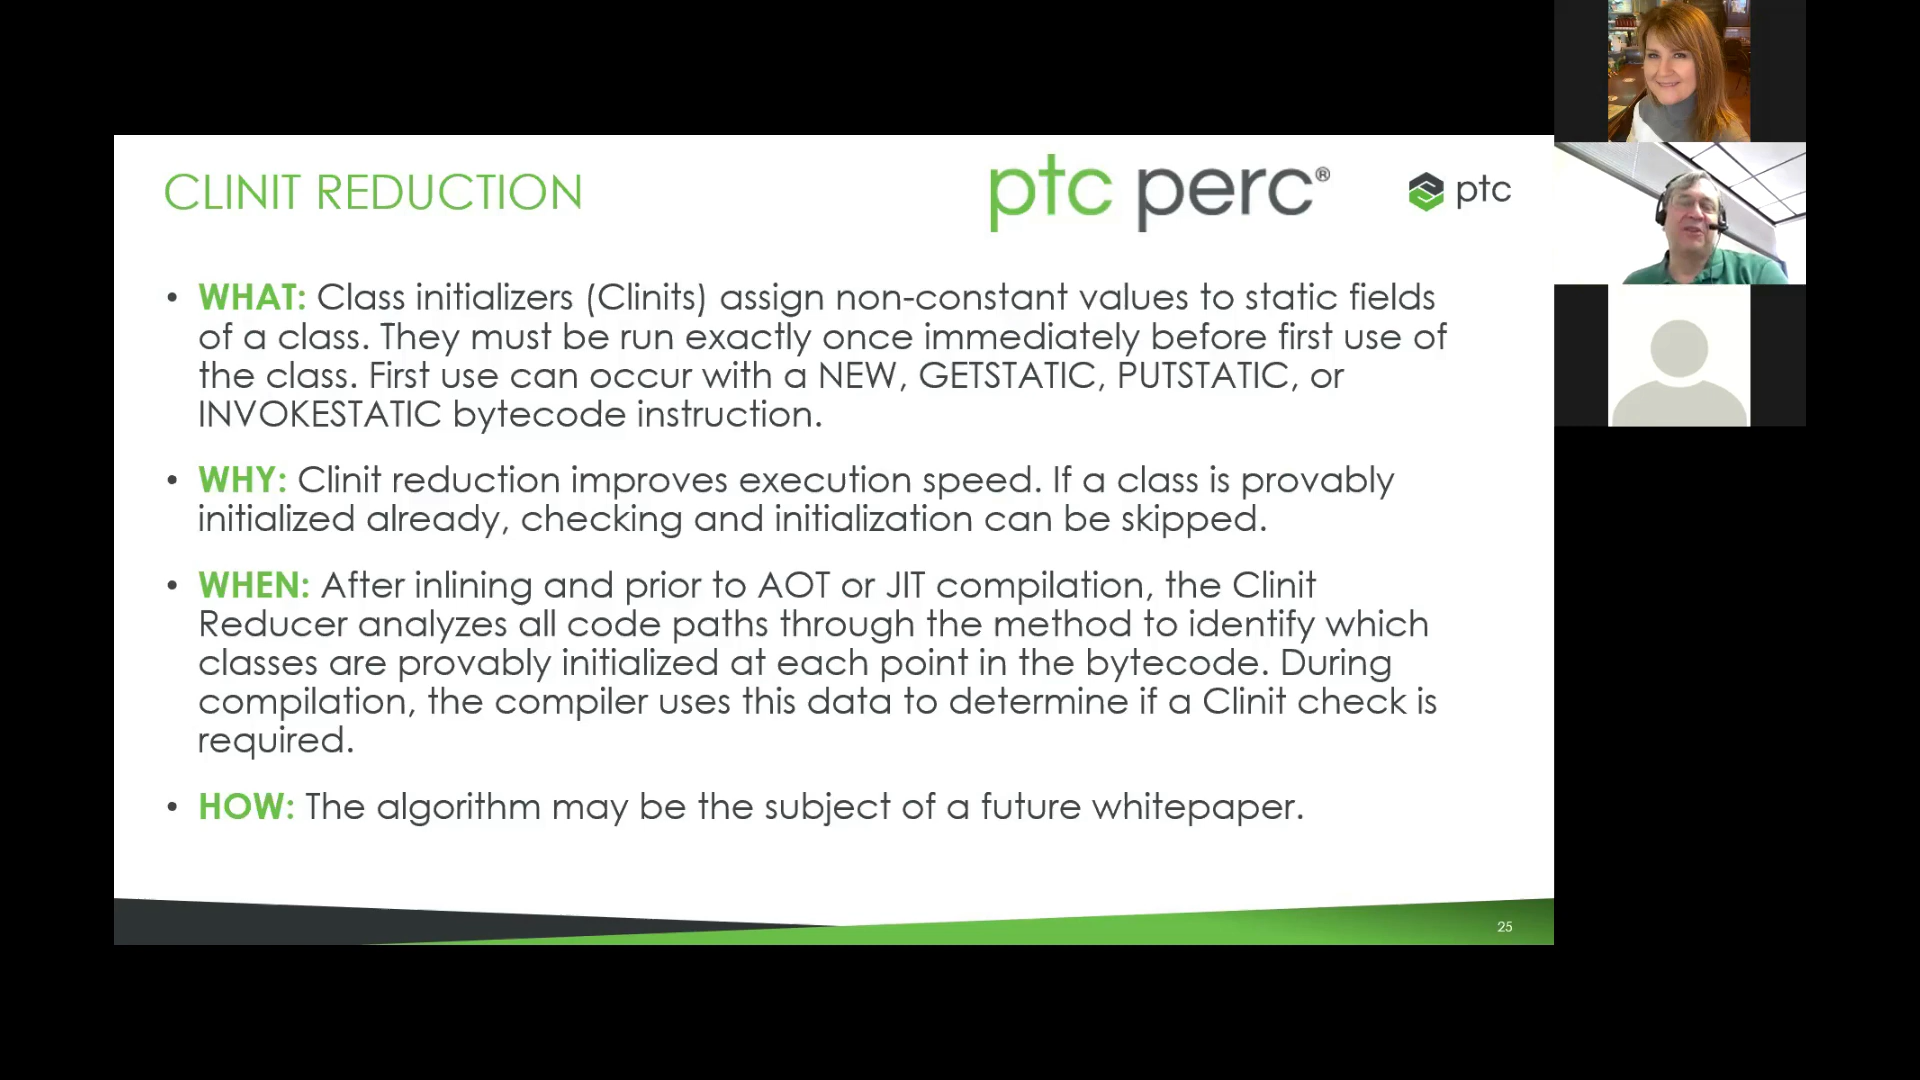 CLINIT REDUCTION
ptc perc®
ptc
• WHAT: Class initializers (Clinits) assign non-constant values to static fields
of a class. They must be run exactly once immediately before first use of
the class. First use can occur with a NEW, GETSTATIC, PUTSTATIC, or
INVOKESTATIC bytecode instruction.
• WHY: Clinit reduction improves execution speed. If a class is provably
initialized already, checking and initialization can be skipped.
• WHEN: After inlining and prior to AOT or JIT compilation, the Clinit
Reducer analyzes all code paths through the method to identify which
classes are provably initialized at each point in the bytecode. During
compilation, the compiler uses this data to determine if a Clinit check is
required.
• HOW: The algorithm may be the subject of a future whitepaper.
25